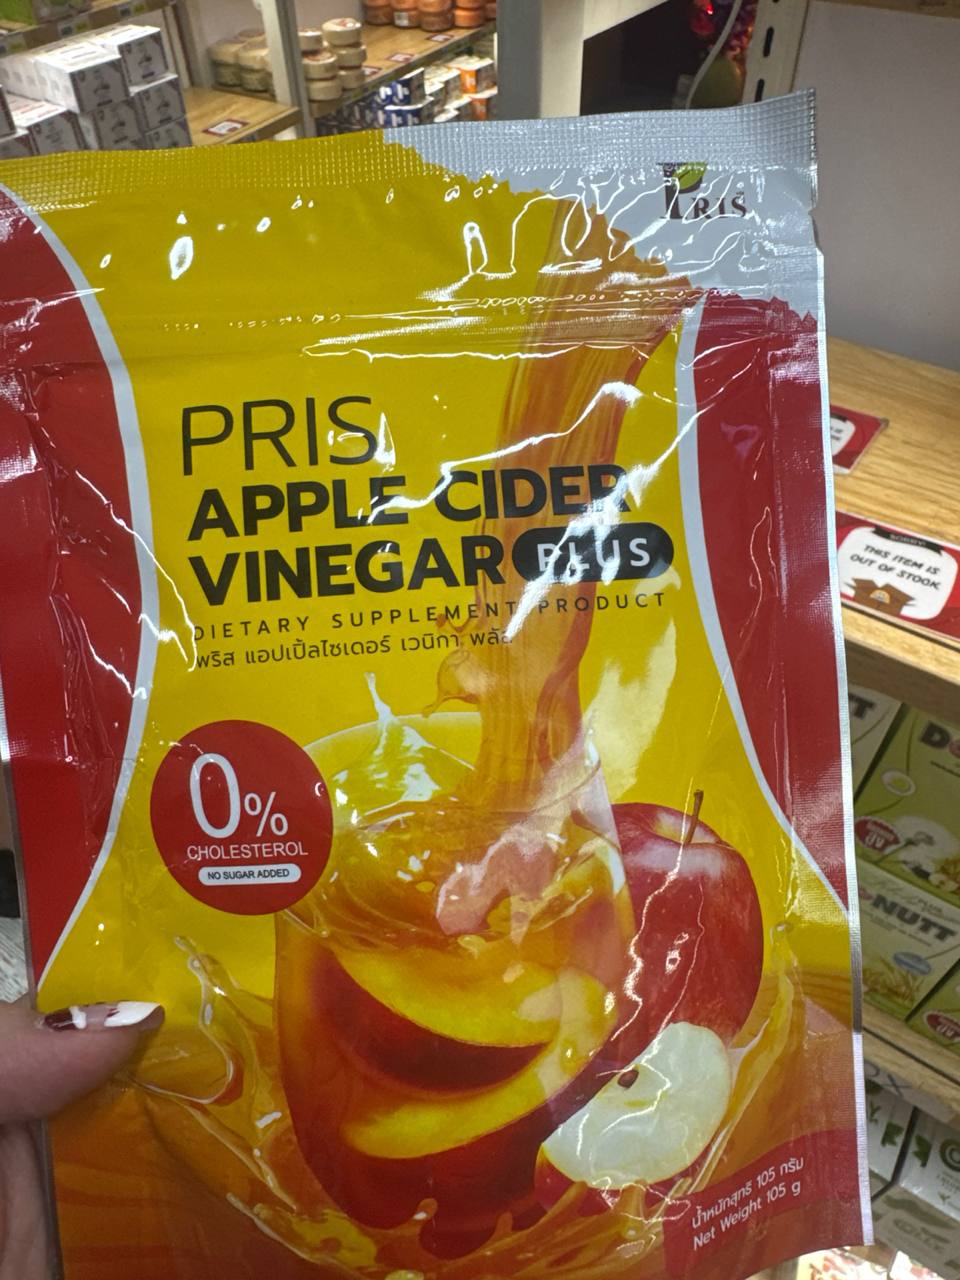 PRIS
PRIS
APPLE CIDER
VINEGAR PLUS
DIETARY SUPPLEMENT PRODUCT
พริส แอปเปิ้ลไซเดอร์ เวนิกา พลัส
0%
CHOLESTEROL
NO SUGAR ADDED
น้ำหนักสุทธิ 105 กรัม
Net Weight 105 g
SORRY!
THIS ITEM IS
OUT OF STOCK
NUTT